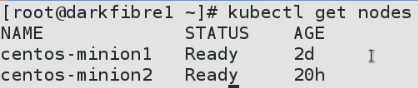 [root@darkfibre1 ~]# kubectl get nodes
NAME STATUS AGE
centos-minion1 Ready 2d
centos-minion2 Ready 20h